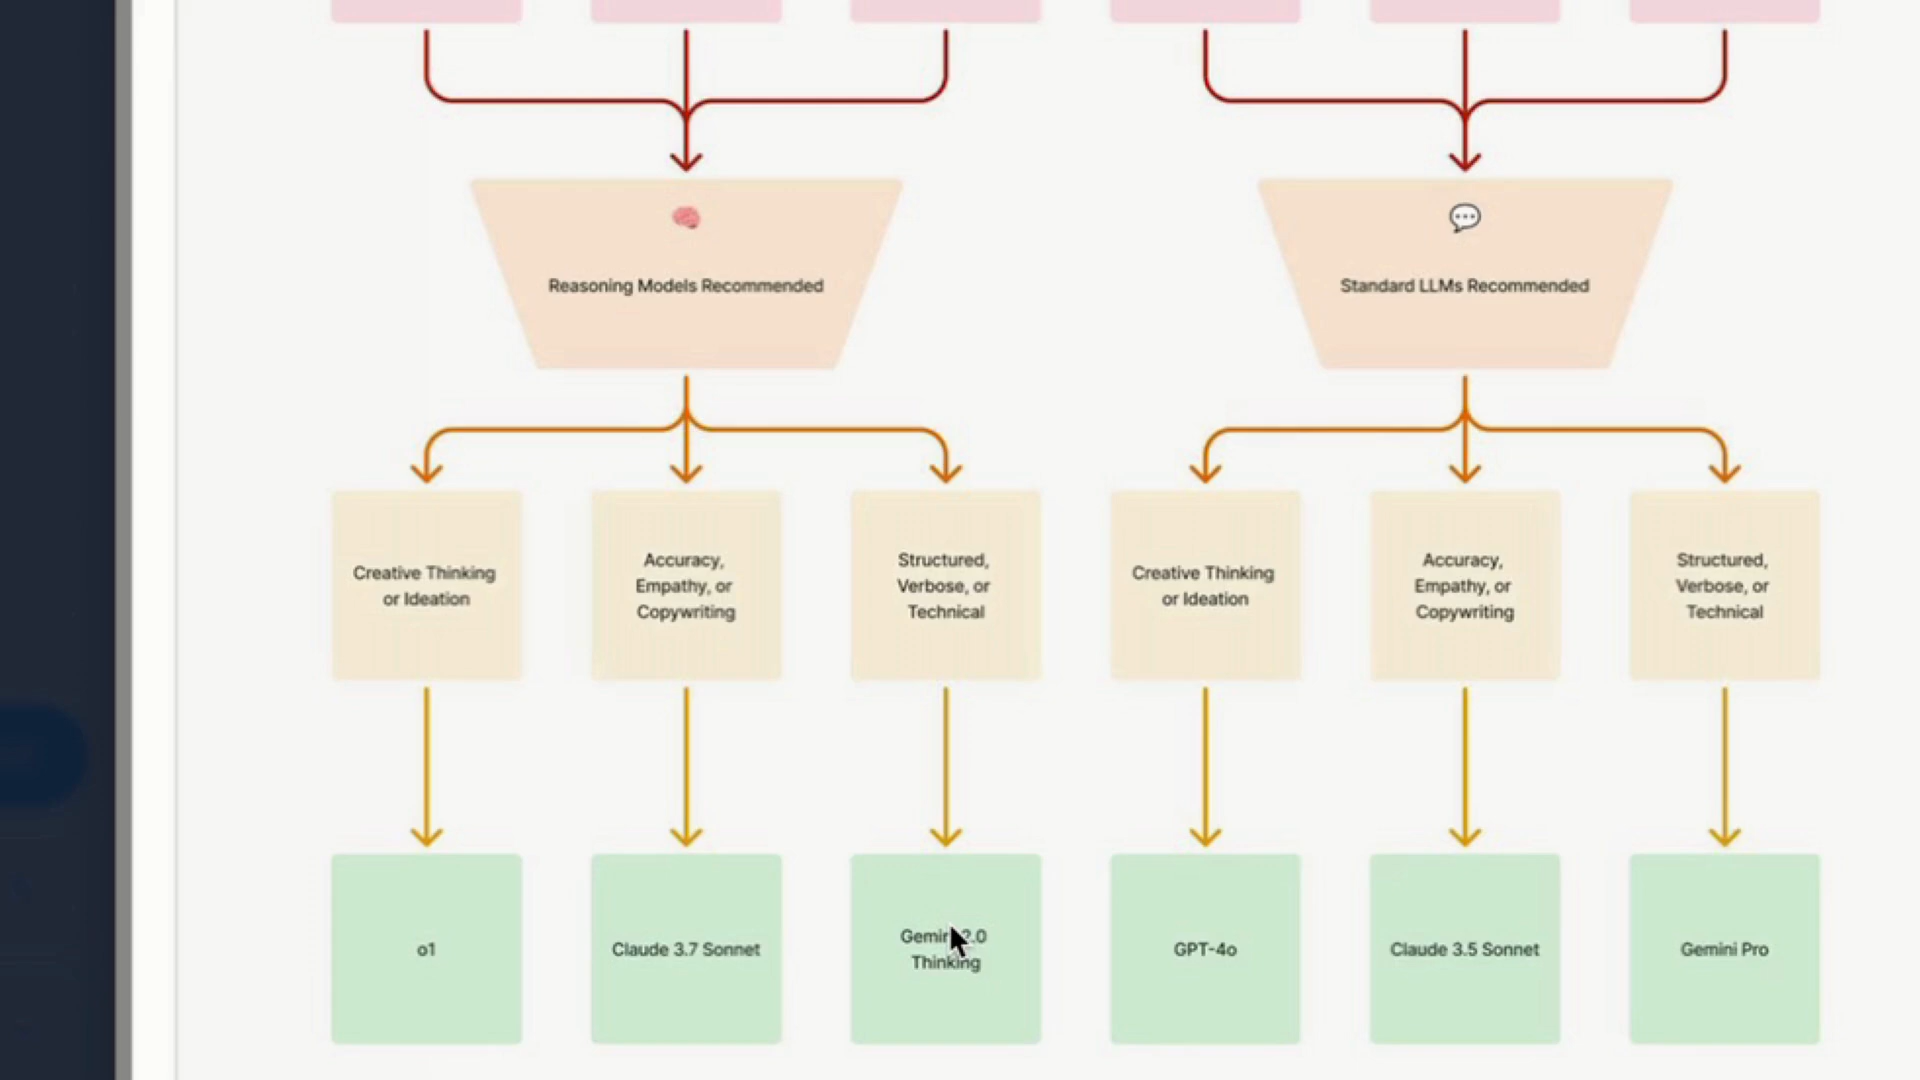 Reasoning Models Recommended
Standard LLMs Recommended
Creative Thinking
or Ideation
Accuracy,
Empathy, or
Copywriting
Structured,
Verbose, or
Technical
Creative Thinking
or Ideation
Accuracy,
Empathy, or
Copywriting
Structured,
Verbose, or
Technical
o1
Claude 3.7 Sonnet
Gemini 2.0
Thinking
GPT-4o
Claude 3.5 Sonnet
Gemini Pro